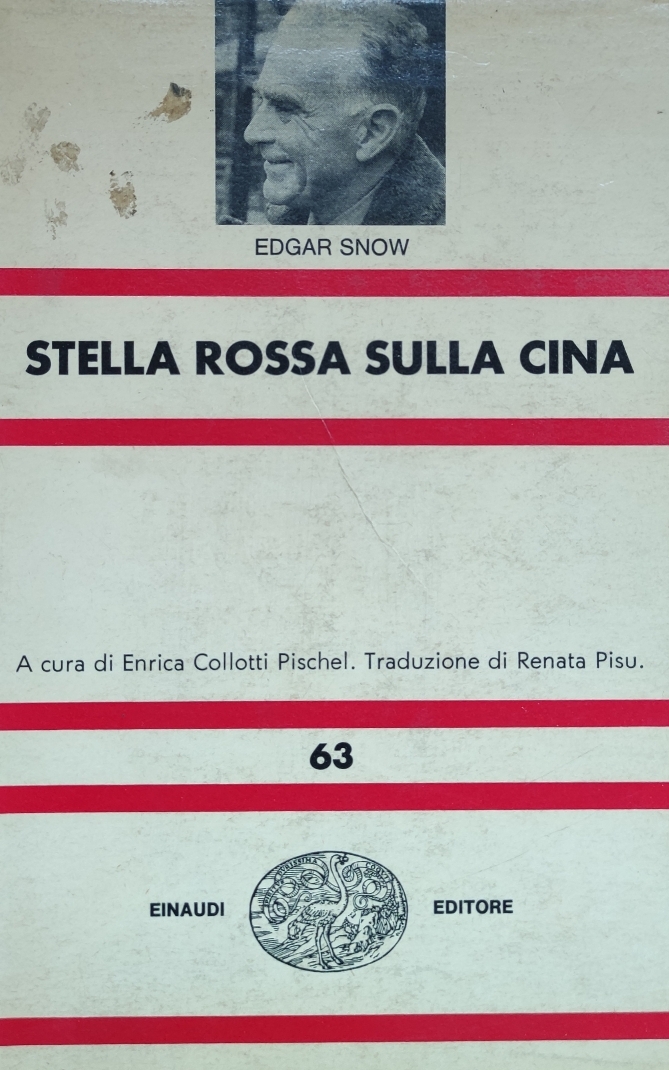 EDGAR SNOW
STELLA ROSSA SULLA CINA
A cura di Enrica Collotti Pischel. Traduzione di Renata Pisu.
63
EINAUDI EDITORE